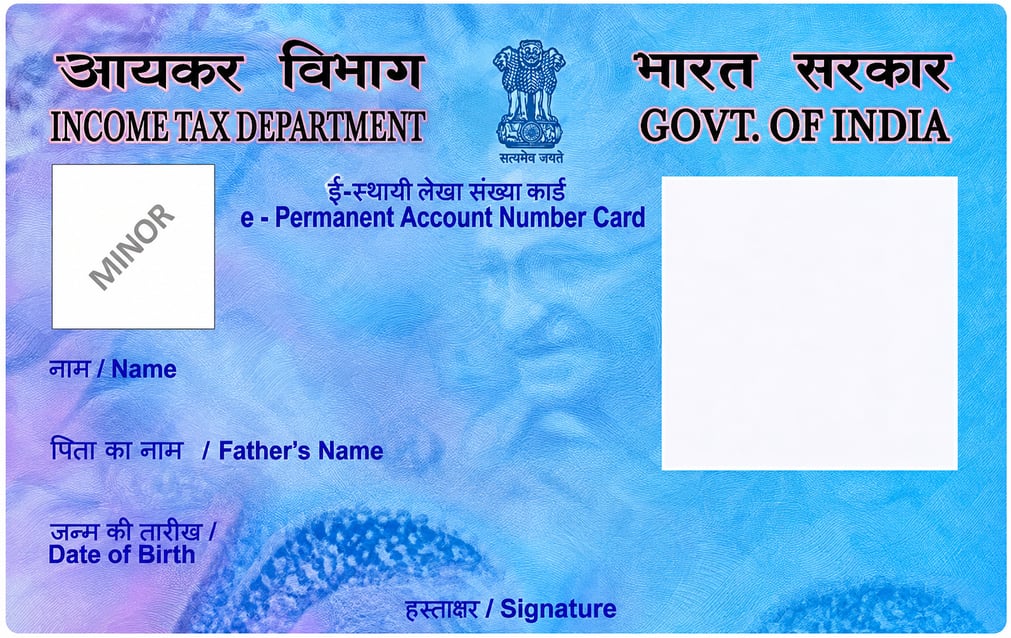 आयकर विभाग
भारत सरकार
INCOME TAX DEPARTMENT
GOVT. OF INDIA
सत्यमेव जयते
ई-स्थायी लेखा संख्या कार्ड
e - Permanent Account Number Card
MINOR
नाम / Name
पिता का नाम / Father's Name
जन्म की तारीख /
Date of Birth
हस्ताक्षर / Signature